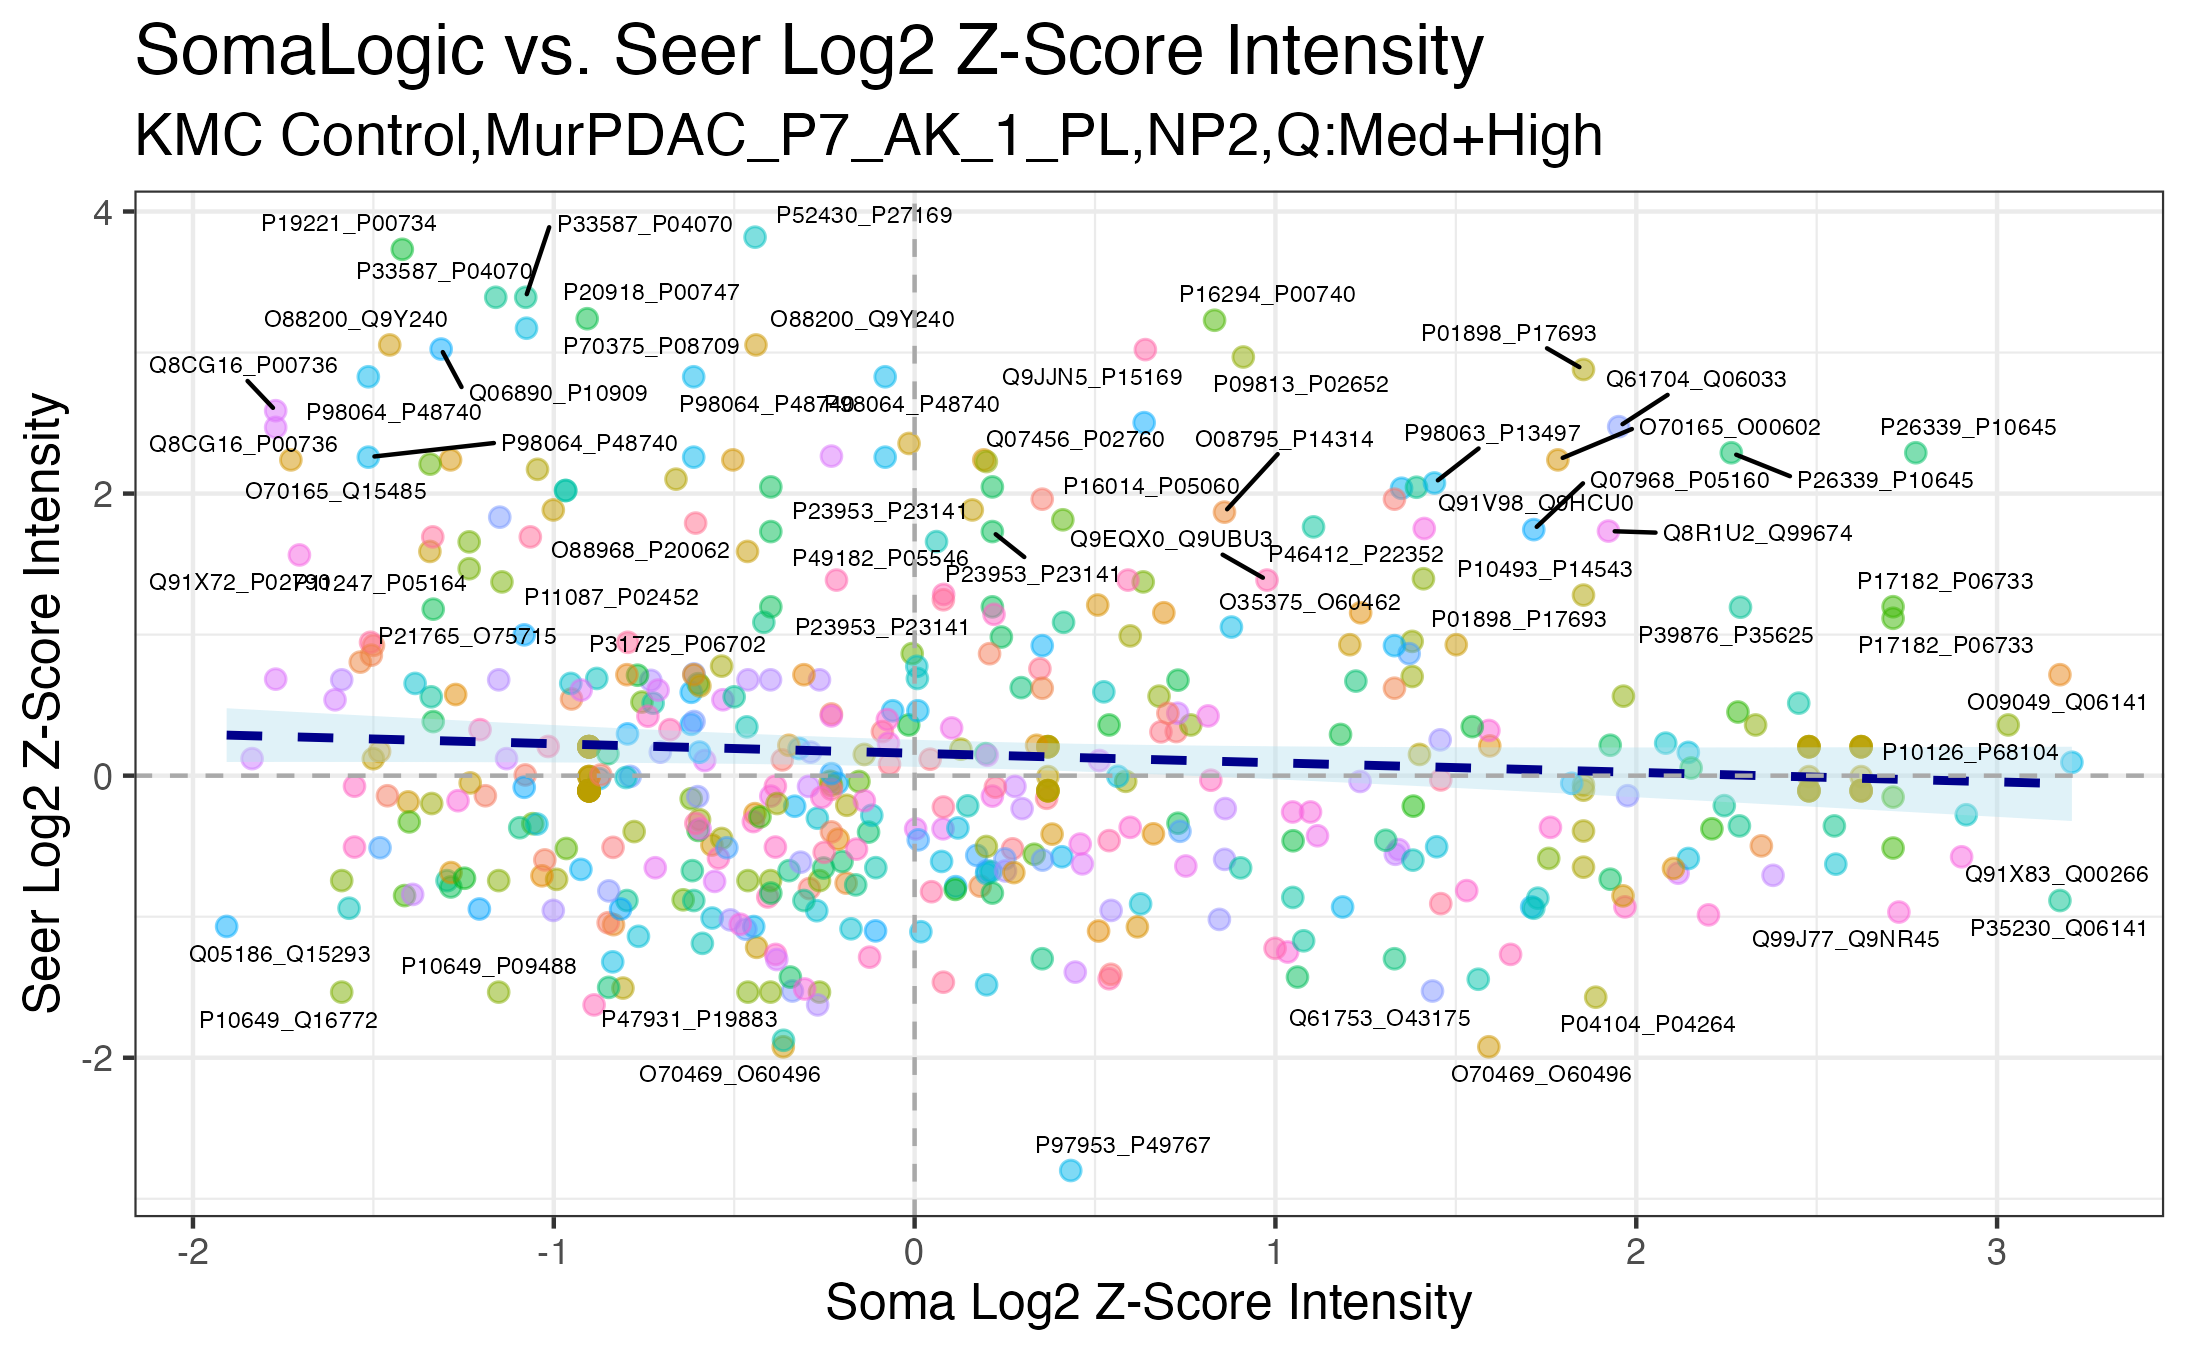 SomaLogic vs. Seer Log2 Z-Score Intensity
KMC Control,MurPDAC_P7_AK_1_PL,NP2,Q:Med+High
Seer Log2 Z-Score Intensity
4
2
0
-2
P19221_P00734
P33587_P04070
P52430_P27169
P33587_P04070
P20918_P00747
P16294_P00740
O88200_Q9Y240
O88200_Q9Y240
P01898_P17693
P70375_P08709
Q8CG16_P00736
Q9JJN5_P15169
P09813_P02652
Q61704_Q06033
Q06890_P10909
P98064_P48740
P98064_P48740
P98064_P48740
Q8CG16_P00736
P98064_P48740
Q07456_P02760
O08795_P14314
P98063_P13497
O70165_O00602
P26339_P10645
O70165_Q15485
P16014_P05060
Q07968_P05160
P26339_P10645
P23953_P23141
Q91V98_Q9HCU0
Q9EQX0_Q9UBU3
Q8R1U2_Q99674
O88968_P20062
P49182_P05546
P46412_P22352
P23953_P23141
P10493_P14543
Q91X72_P02790
P11247_P05164
P17182_P06733
P11087_P02452
O35375_O60462
P01898_P17693
P23953_P23141
P21765_O75715
P31725_P06702
P39876_P35625
P17182_P06733
O09049_Q06141
P10126_P68104
Q91X83_Q00266
P35230_Q06141
Q99J77_Q9NR45
Q05186_Q15293
P10649_P09488
P10649_Q16772
P47931_P19883
Q61753_O43175
P04104_P04264
O70469_O60496
O70469_O60496
P97953_P49767
-2
-1
0
1
2
3
Soma Log2 Z-Score Intensity